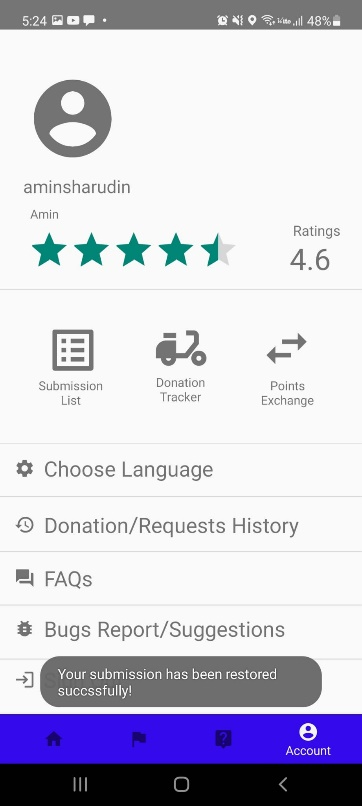 5:24
48%
aminsharudin
Amin
Ratings
4.6
Submission
List
Donation
Tracker
Points
Exchange
Choose Language
Donation/Requests History
FAQs
Bugs Report/Suggestions
Your submission has been restored
succssfully!
Account